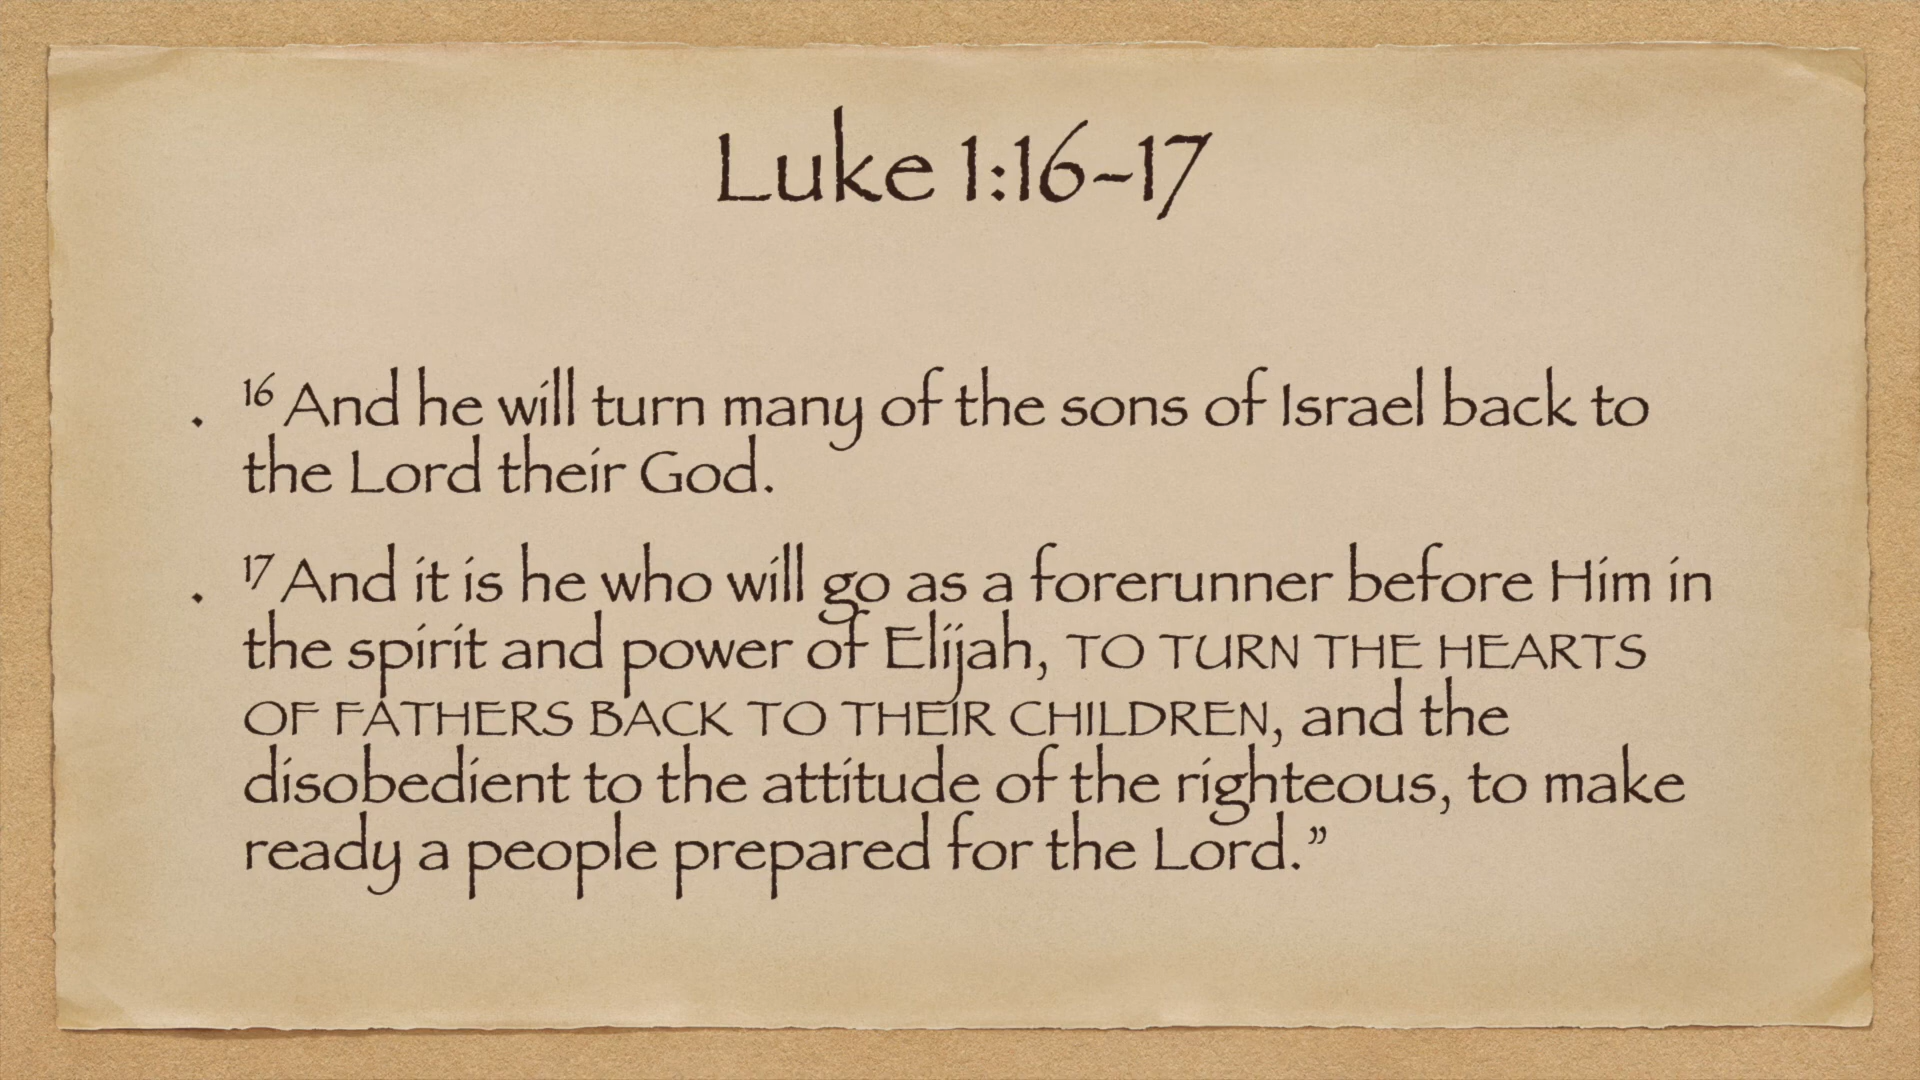 Luke 1:16-17
. 16 And he will turn many of the sons of Israel back to
the Lord their God.
. 17 And it is he who will go as a forerunner before Him in
the spirit and power of Elijah, TO TURN THE HEARTS
OF FATHERS BACK TO THEIR CHILDREN, and the
disobedient to the attitude of the righteous, to make
ready a people prepared for the Lord.”